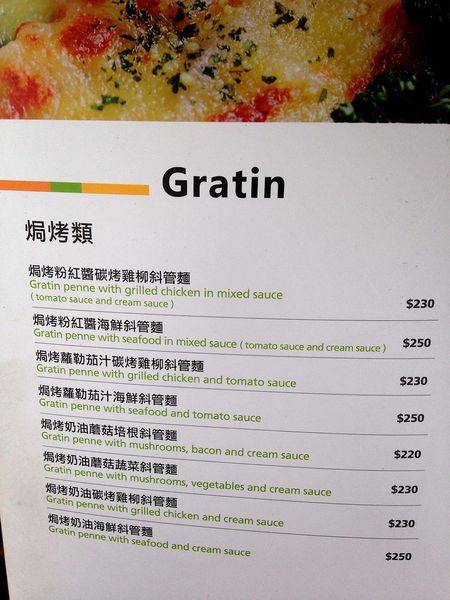 Gratin
焗烤類
焗烤粉紅醬碳烤雞柳斜管麵
Gratin penne with grilled chicken in mixed sauce
( tomato sauce and cream sauce ) $230
焗烤粉紅醬海鮮斜管麵
Gratin penne with seafood in mixed sauce ( tomato sauce and cream sauce ) $250
焗烤蘿勒茄汁碳烤雞柳斜管麵
Gratin penne with grilled chicken and tomato sauce $230
焗烤蘿勒茄汁海鮮斜管麵
Gratin penne with seafood and tomato sauce $250
焗烤奶油蘑菇培根斜管麵
Gratin penne with mushrooms, bacon and cream sauce $220
焗烤奶油蘑菇蔬菜斜管麵
Gratin penne with mushrooms, vegetables and cream sauce $230
焗烤奶油碳烤雞柳斜管麵
Gratin penne with grilled chicken and cream sauce $230
焗烤奶油海鮮斜管麵
Gratin penne with seafood and cream sauce $250